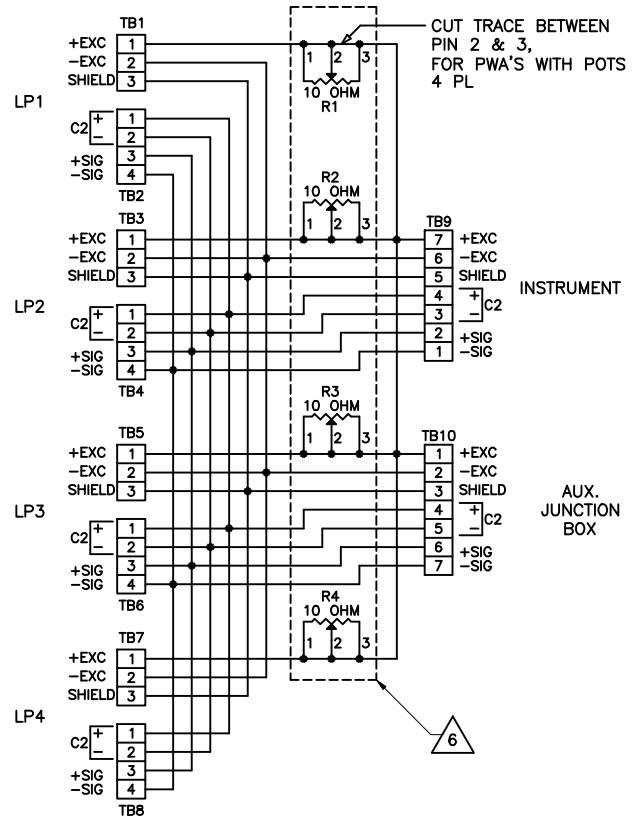 TB1
+EXC 1
-EXC 2
SHIELD 3
LP1
C2 + 1
- 2
+SIG 3
-SIG 4
TB2
CUT TRACE BETWEEN
PIN 2 & 3,
FOR PWA'S WITH POTS
4 PL
1 2 3
10 OHM
R1
TB3
+EXC 1
-EXC 2
SHIELD 3
LP2
C2 + 1
- 2
+SIG 3
-SIG 4
TB4
R2
10 OHM
1 2 3
TB9
7 +EXC
6 -EXC
5 SHIELD
4 + C2
3 -
2 +SIG
1 -SIG
INSTRUMENT
TB5
+EXC 1
-EXC 2
SHIELD 3
LP3
C2 + 1
- 2
+SIG 3
-SIG 4
TB6
R3
10 OHM
1 2 3
TB10
1 +EXC
2 -EXC
3 SHIELD
4 + C2
5 -
6 +SIG
7 -SIG
AUX.
JUNCTION
BOX
TB7
+EXC 1
-EXC 2
SHIELD 3
LP4
C2 + 1
- 2
+SIG 3
-SIG 4
TB8
R4
10 OHM
1 2 3
6